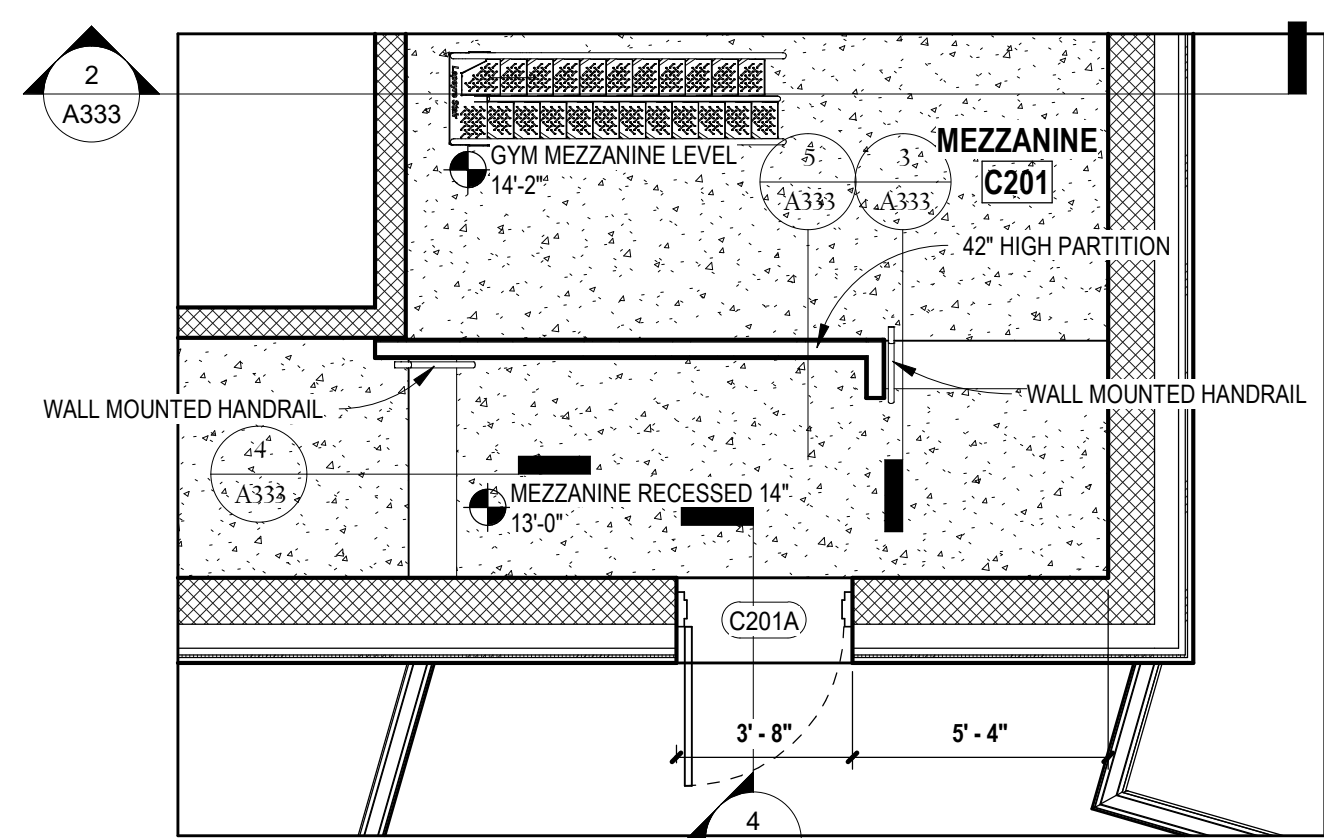 2
A333
GYM MEZZANINE LEVEL
14'-2"
5
A333
3
A333
MEZZANINE
C201
42" HIGH PARTITION
WALL MOUNTED HANDRAIL
WALL MOUNTED HANDRAIL
4
A333
MEZZANINE RECESSED 14"
13'-0"
C201A
3' - 8"
5' - 4"
4